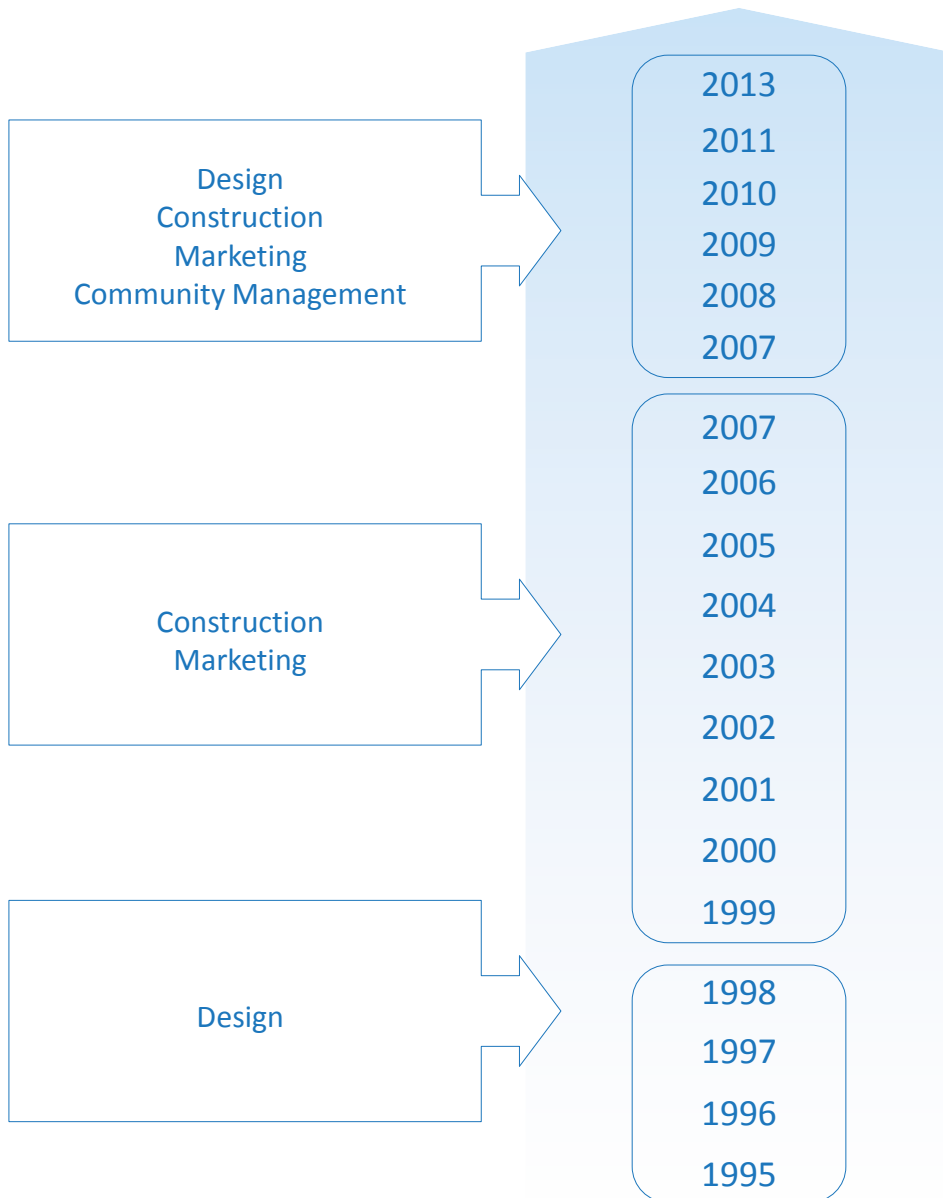 Design
Construction
Marketing
Community Management
2013
2011
2010
2009
2008
2007
Construction
Marketing
2007
2006
2005
2004
2003
2002
2001
2000
1999
Design
1998
1997
1996
1995